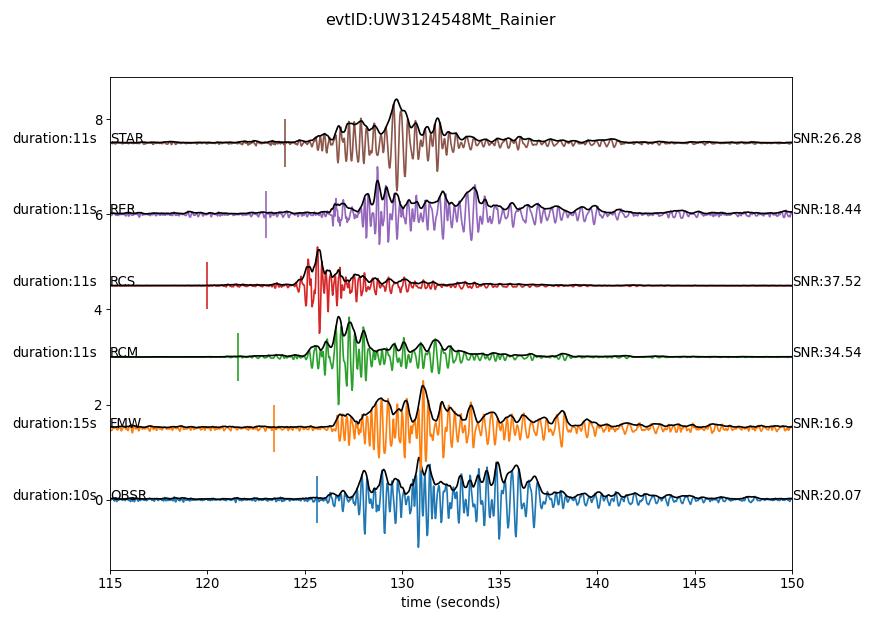 evtID:UW3124548Mt_Rainier
8
duration:11s STAR SNR:26.28
duration:11s RER SNR:18.44
6
duration:11s RCS SNR:37.52
4
duration:11s RCM SNR:34.54
2
duration:15s FMW SNR:16.9
duration:10s OBSR SNR:20.07
0
115 120 125 130 135 140 145 150
time (seconds)